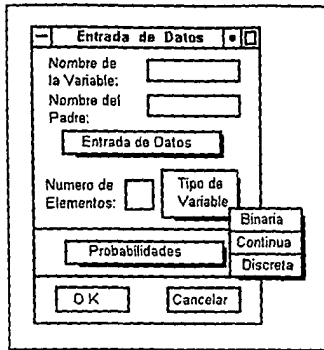 Entrada de Datos
Nombre de
la Variable:
Nombre del
Padre:
Entrada de Datos
Numero de
Elementos:
Tipo de
Variable
Binaria
Continua
Discreta
Probabilidades
OK
Cancelar